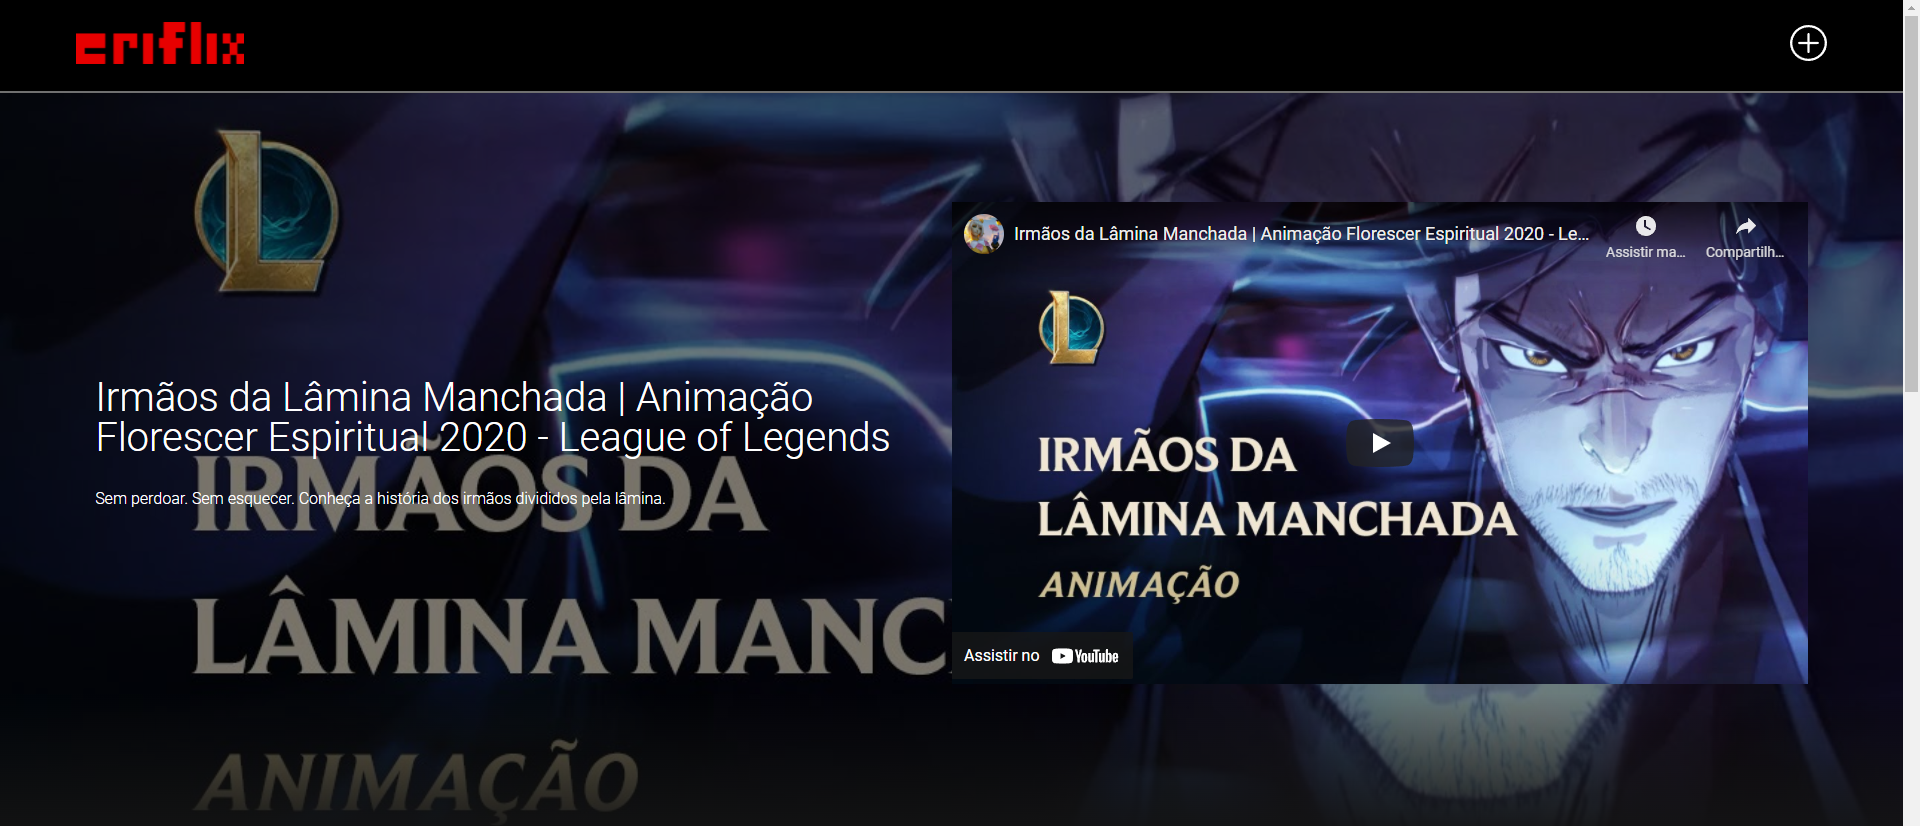 criflix
Irmãos da Lâmina Manchada | Animação
Florescer Espiritual 2020 - League of Legends
Sem perdoar. Sem esquecer. Conheça a história dos irmãos divididos pela lâmina.
L
IRMÃOS DA
LÂMINA MANC
ANIMAÇÃO
Irmãos da Lâmina Manchada | Animação Florescer Espiritual 2020 - Le...
Assistir ma...
Compartilh...
L
IRMÃOS DA
LÂMINA MANCHADA
ANIMAÇÃO
Assistir no YouTube